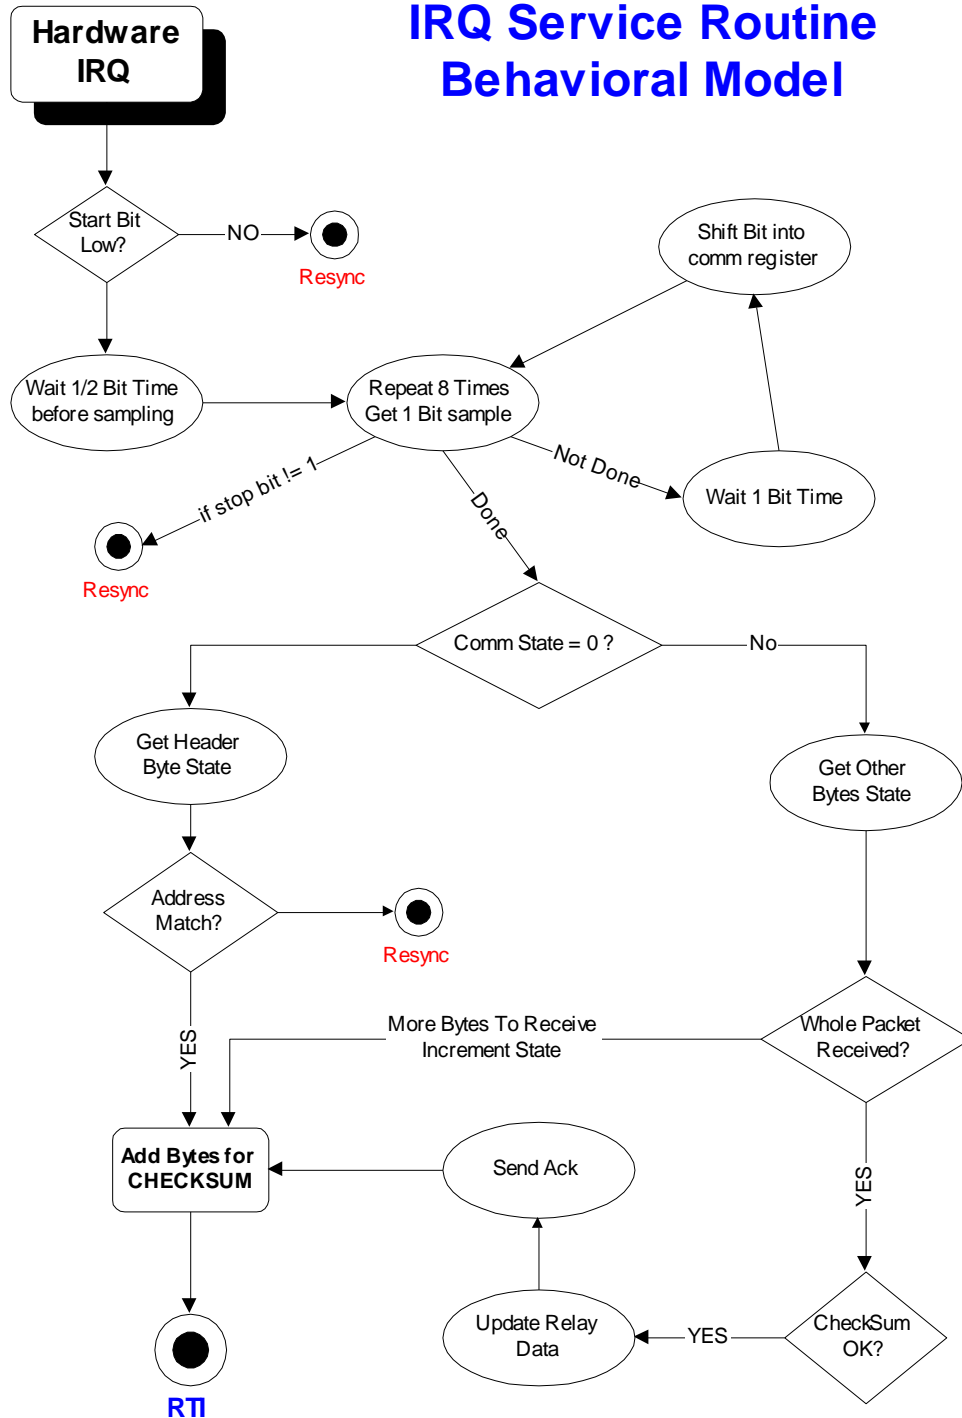 IRQ Service Routine
Behavioral Model
Hardware
IRQ
Start Bit
Low?
NO
Resync
Shift Bit into
comm register
Wait 1/2 Bit Time
before sampling
Repeat 8 Times
Get 1 Bit sample
Not Done
Wait 1 Bit Time
if stop bit != 1
Done
Resync
Comm State = 0 ?
No
Get Header
Byte State
Get Other
Bytes State
Address
Match?
Resync
YES
More Bytes To Receive
Increment State
Whole Packet
Received?
Add Bytes for
CHECKSUM
Send Ack
YES
Update Relay
Data
YES
CheckSum
OK?
RTI